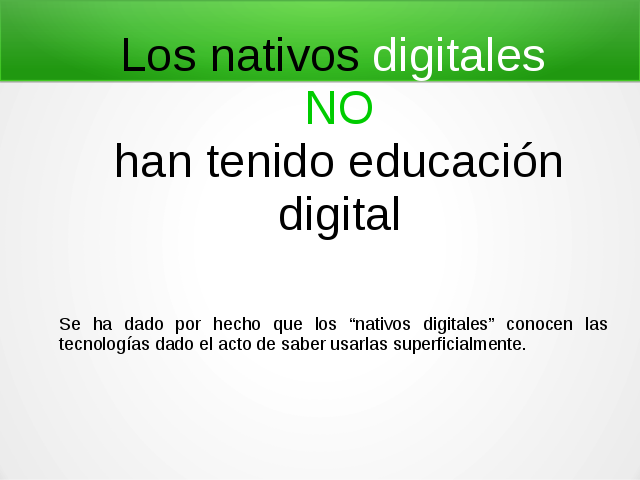 Los nativos digitales
NO
han tenido educación
digital
Se ha dado por hecho que los “nativos digitales” conocen las
tecnologías dado el acto de saber usarlas superficialmente.